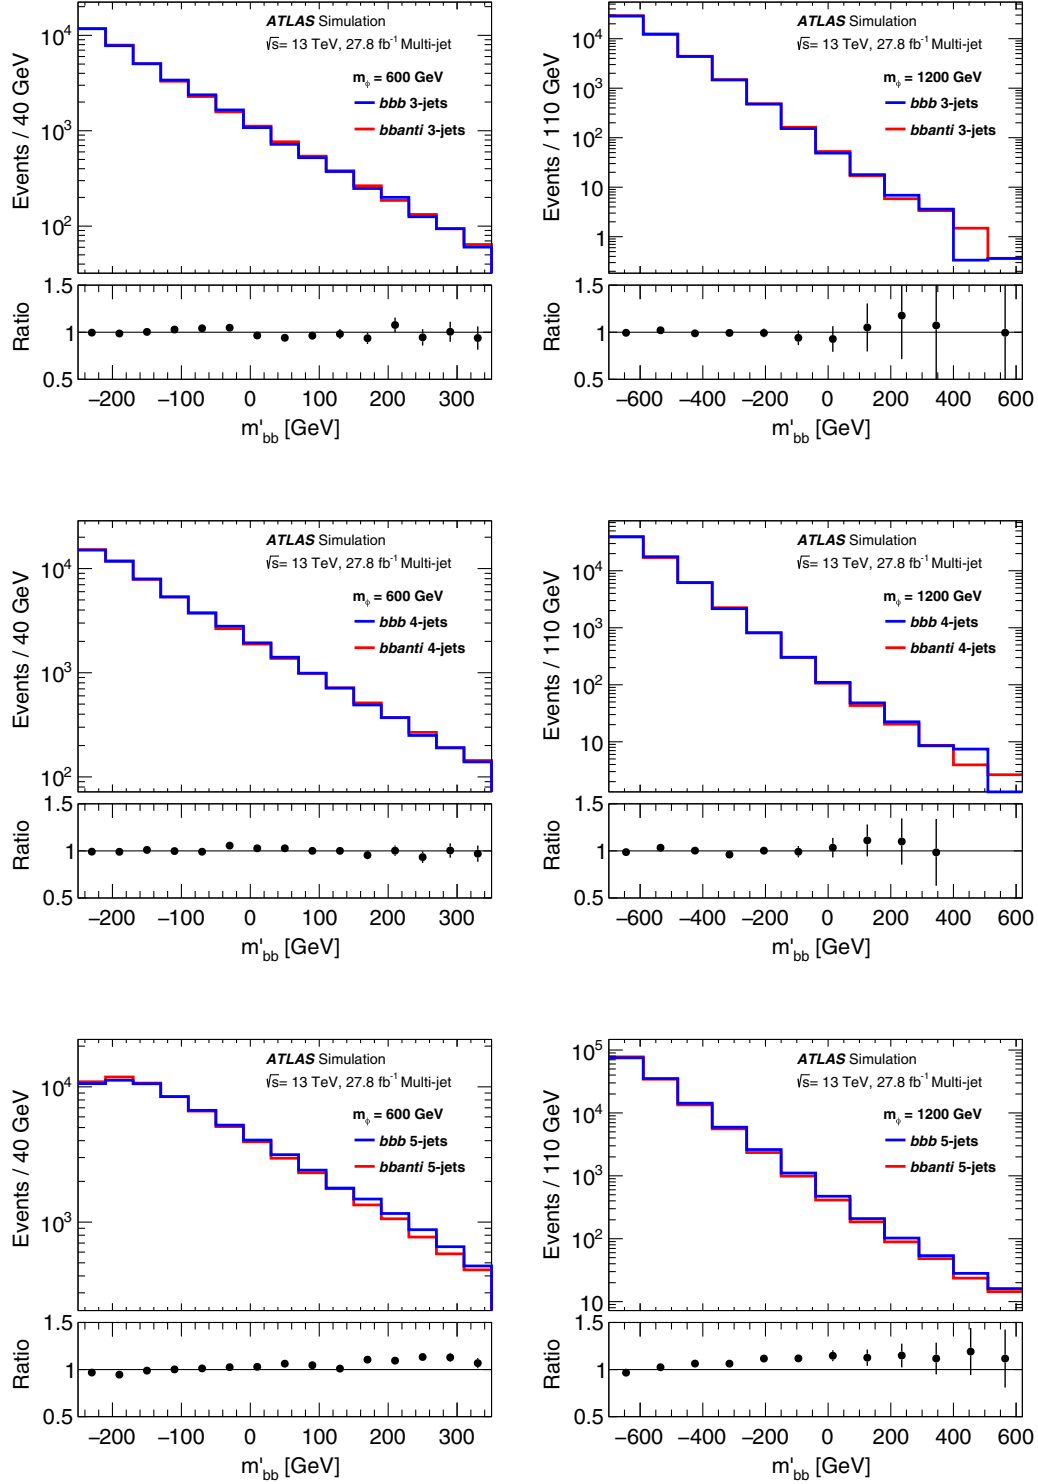 ATLAS Simulation
√s= 13 TeV, 27.8 fb⁻¹ Multi-jet
mϕ = 600 GeV
bbb 3-jets
bbanti 3-jets
Events / 40 GeV
10⁴
10³
10²
Ratio
1.5
1
0.5
−200 −100 0 100 200 300
m'bb [GeV]
ATLAS Simulation
√s= 13 TeV, 27.8 fb⁻¹ Multi-jet
mϕ = 1200 GeV
bbb 3-jets
bbanti 3-jets
Events / 110 GeV
10⁴
10³
10²
10
1
Ratio
1.5
1
0.5
−600 −400 −200 0 200 400 600
m'bb [GeV]
ATLAS Simulation
√s= 13 TeV, 27.8 fb⁻¹ Multi-jet
mϕ = 600 GeV
bbb 4-jets
bbanti 4-jets
Events / 40 GeV
10⁴
10³
10²
Ratio
1.5
1
0.5
−200 −100 0 100 200 300
m'bb [GeV]
ATLAS Simulation
√s= 13 TeV, 27.8 fb⁻¹ Multi-jet
mϕ = 1200 GeV
bbb 4-jets
bbanti 4-jets
Events / 110 GeV
10⁴
10³
10²
10
Ratio
1.5
1
0.5
−600 −400 −200 0 200 400 600
m'bb [GeV]
ATLAS Simulation
√s= 13 TeV, 27.8 fb⁻¹ Multi-jet
mϕ = 600 GeV
bbb 5-jets
bbanti 5-jets
Events / 40 GeV
10⁴
10³
Ratio
1.5
1
0.5
−200 −100 0 100 200 300
m'bb [GeV]
ATLAS Simulation
√s= 13 TeV, 27.8 fb⁻¹ Multi-jet
mϕ = 1200 GeV
bbb 5-jets
bbanti 5-jets
Events / 110 GeV
10⁵
10⁴
10³
10²
10
Ratio
1.5
1
0.5
−600 −400 −200 0 200 400 600
m'bb [GeV]